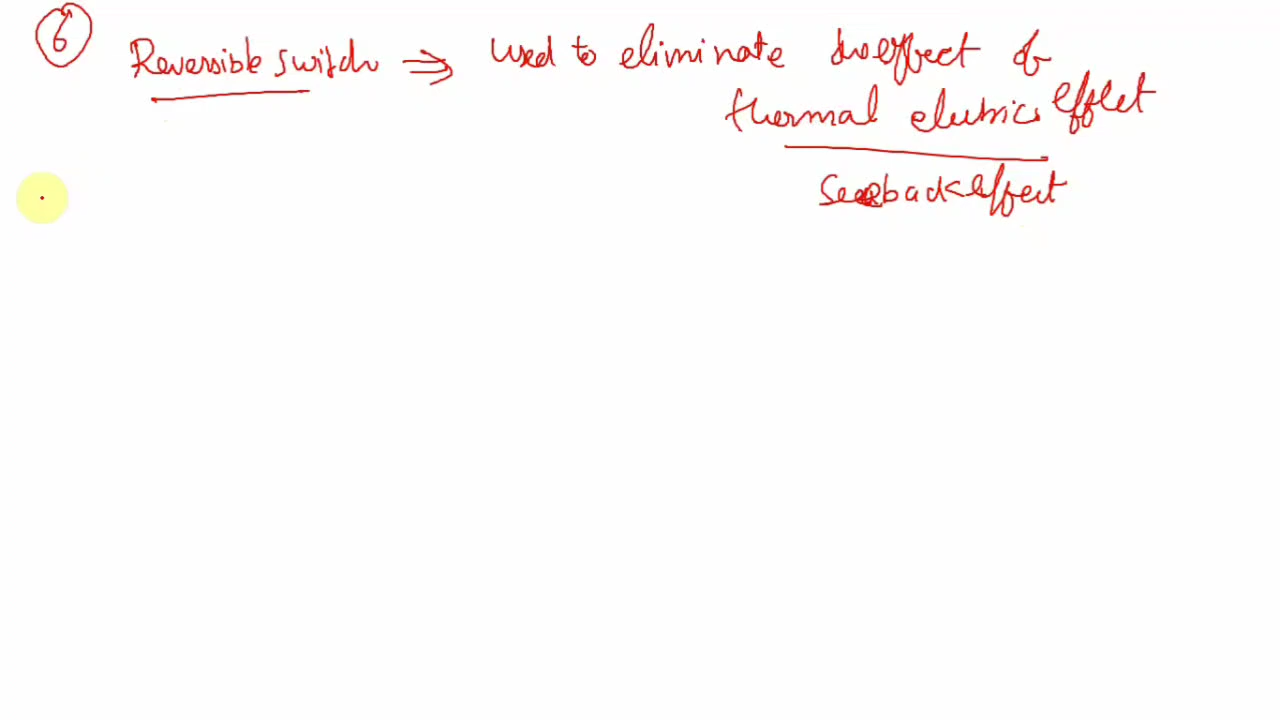 6 Reversible switch ⇒ used to eliminate the effect of
thermal electric effect
Seeback effect